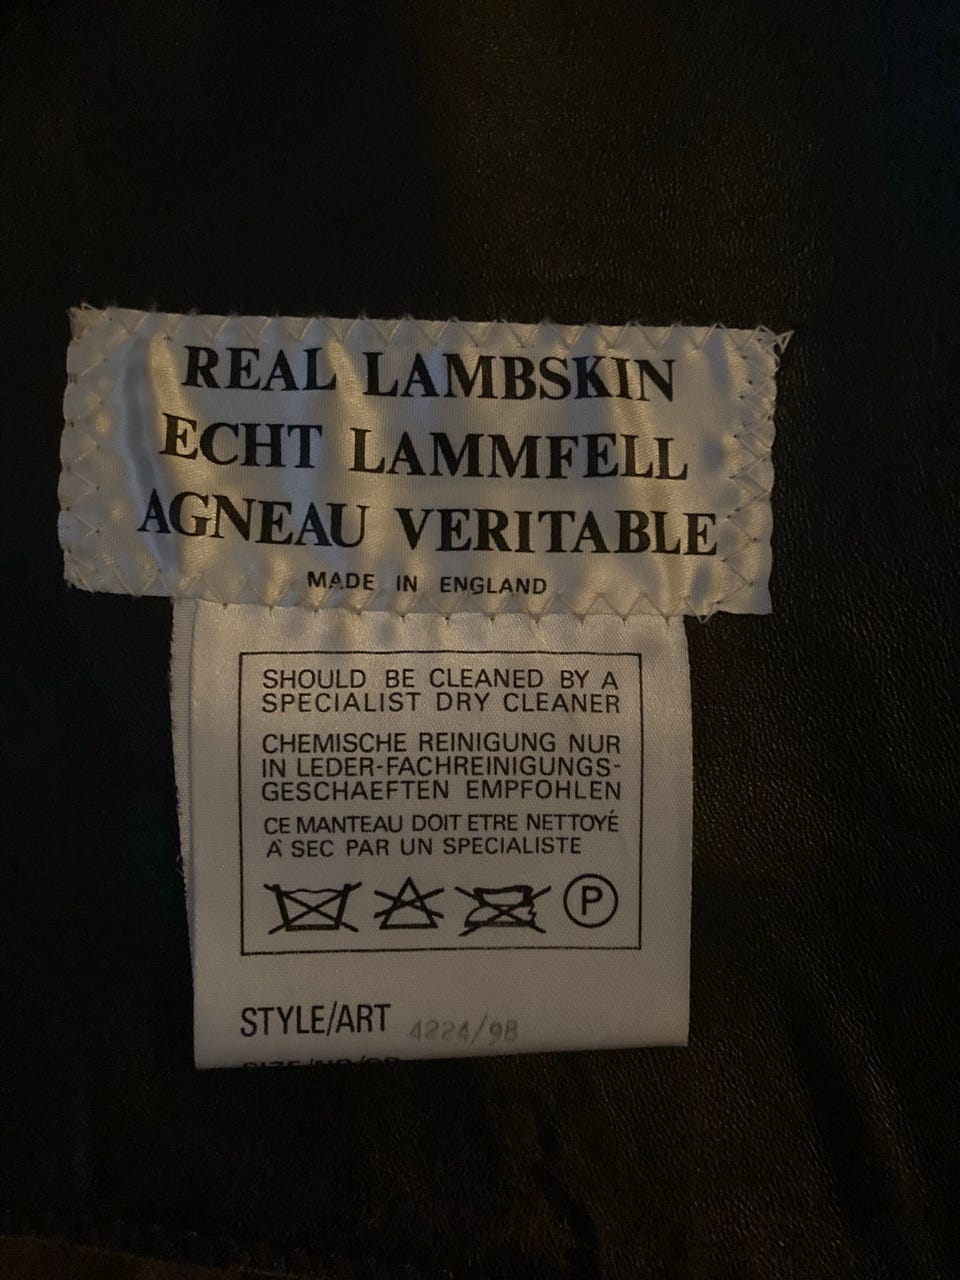 REAL LAMBSKIN
ECHT LAMMFELL
AGNEAU VERITABLE
MADE IN ENGLAND
SHOULD BE CLEANED BY A
SPECIALIST DRY CLEANER
CHEMISCHE REINIGUNG NUR
IN LEDER-FACHREINIGUNGS-
GESCHAEFTEN EMPFOHLEN
CE MANTEAU DOIT ETRE NETTOYÉ
A SEC PAR UN SPECIALISTE
P
STYLE/ART 4224/98